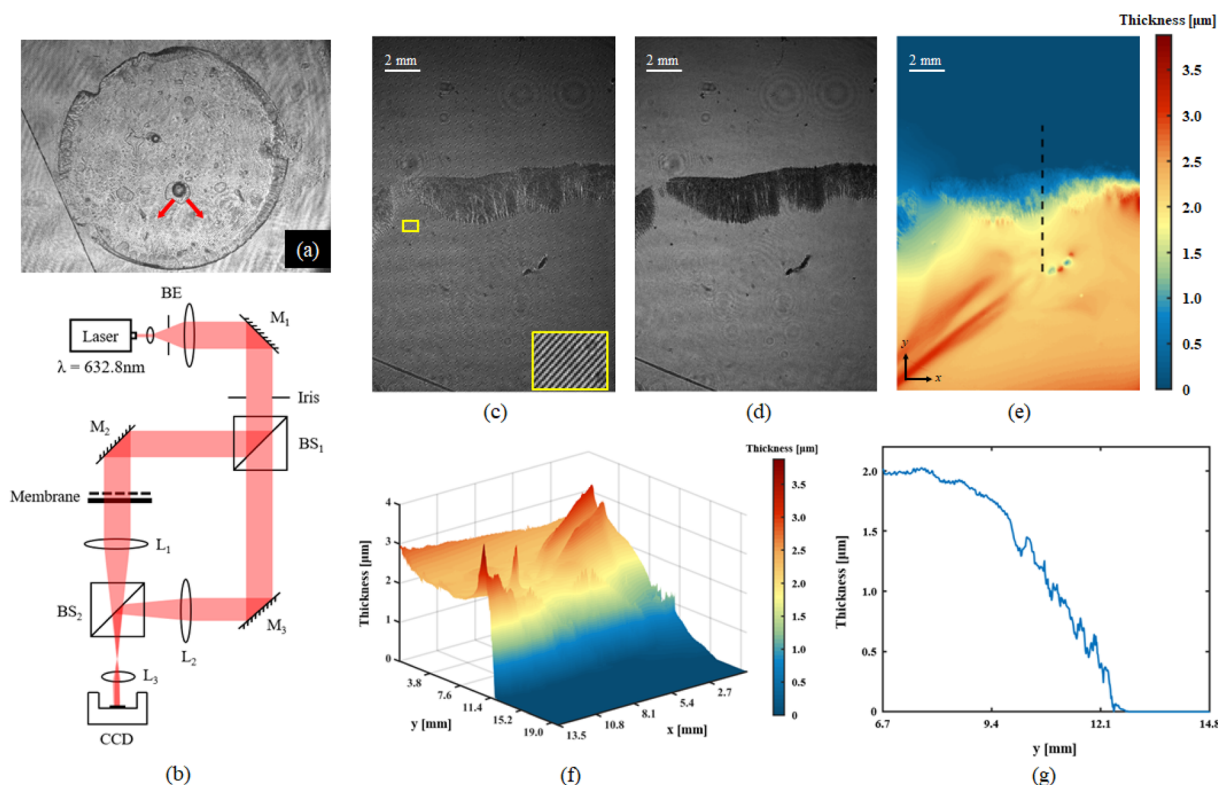 (a)
BE
M1
Laser
λ = 632.8nm
Iris
M2
BS1
Membrane
L1
BS2
L2
M3
L3
CCD
(b)
2 mm
(c)
2 mm
(d)
Thickness [μm]
2 mm
3.5
3.0
2.5
2.0
1.5
1.0
0.5
0
y
x
(e)
Thickness [μm]
3.5
3.0
2.5
2.0
1.5
1.0
0.5
0
Thickness [μm]
4
3
2
1
0
3.8
7.6
11.4
15.2
19.0
y [mm]
13.5
10.8
8.1
5.4
2.7
x [mm]
(f)
Thickness [μm]
2.0
1.5
1.0
0.5
0
6.7 9.4 12.1 14.8
y [mm]
(g)